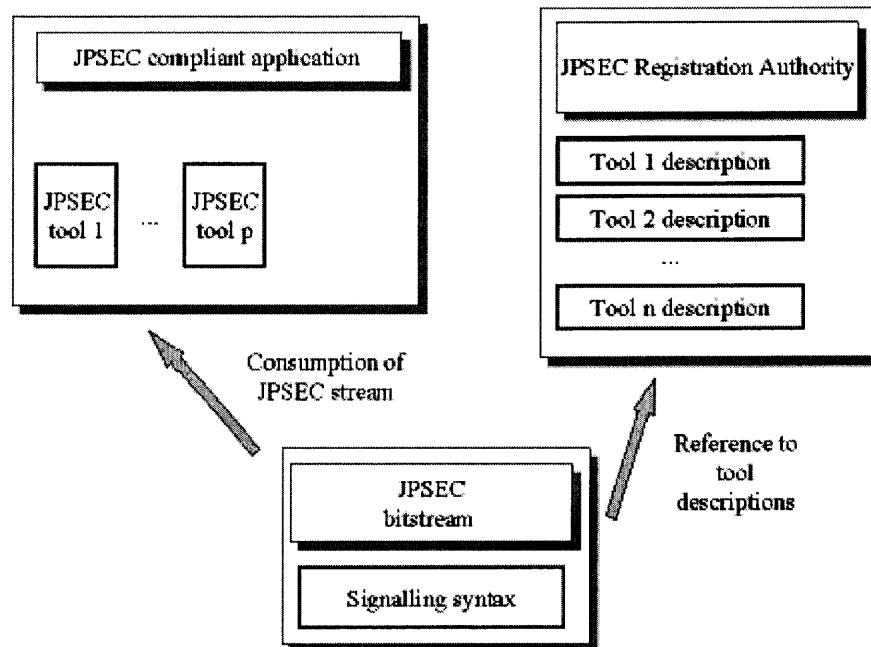 JPSEC compliant application
JPSEC
tool 1
...
JPSEC
tool p
JPSEC Registration Authority
Tool 1 description
Tool 2 description
...
Tool n description
Consumption of
JPSEC stream
Reference to
tool
descriptions
JPSEC
bitstream
Signalling syntax